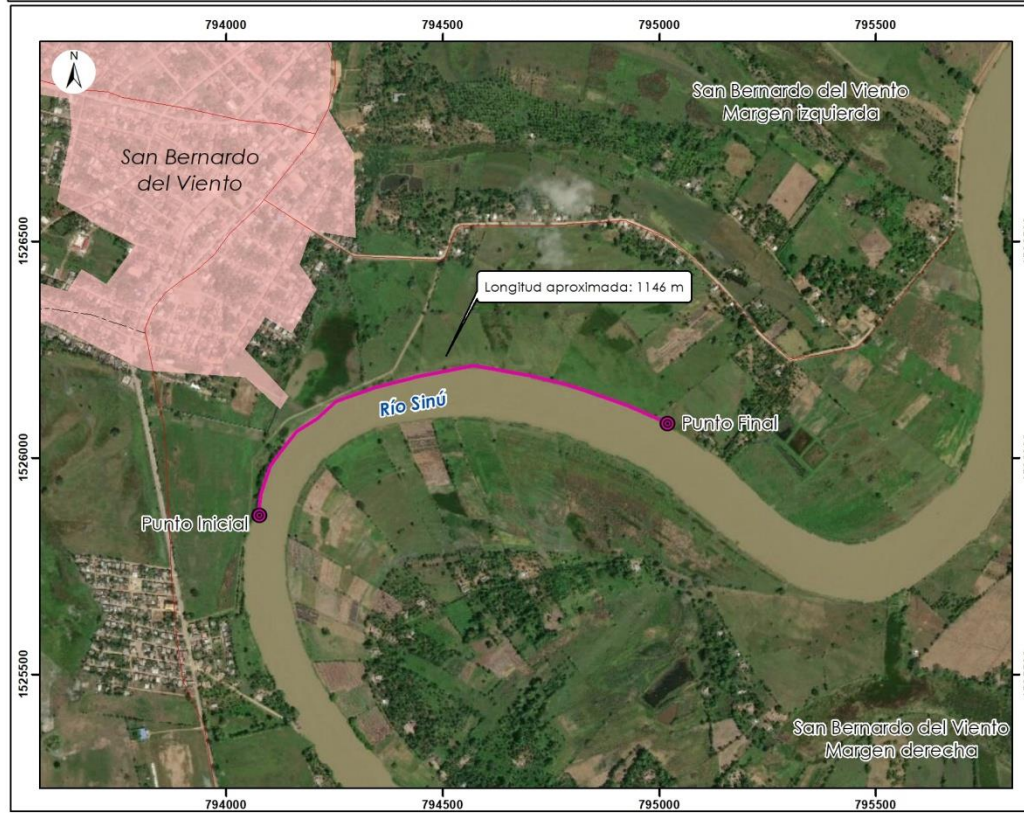 794000 794500 795000 795500
N
San Bernardo del Viento
Margen izquierda
San Bernardo
del Viento
1526500
Longitud aproximada: 1146 m
Río Sinú
Punto Final
1526000
Punto Inicial
1525500
San Bernardo del Viento
Margen derecha
794000 794500 795000 795500